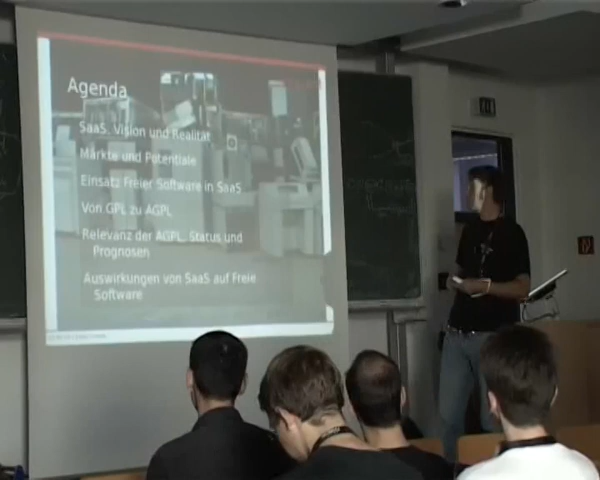 Agenda
SaaS, Vision und Realität
Märkte und Potentiale
Einsatz Freier Software in SaaS
Von GPL zu AGPL
Relevanz der AGPL, Status und
Prognosen
Auswirkungen von SaaS auf Freie
Software